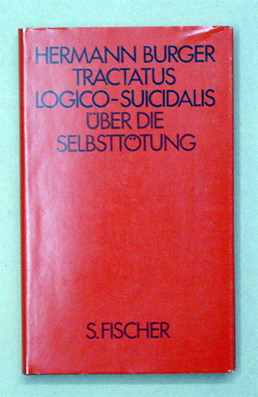 HERMANN BURGER
TRACTATUS
LOGICO-SUICIDALIS
ÜBER DIE
SELBSTTÖTUNG
S. FISCHER